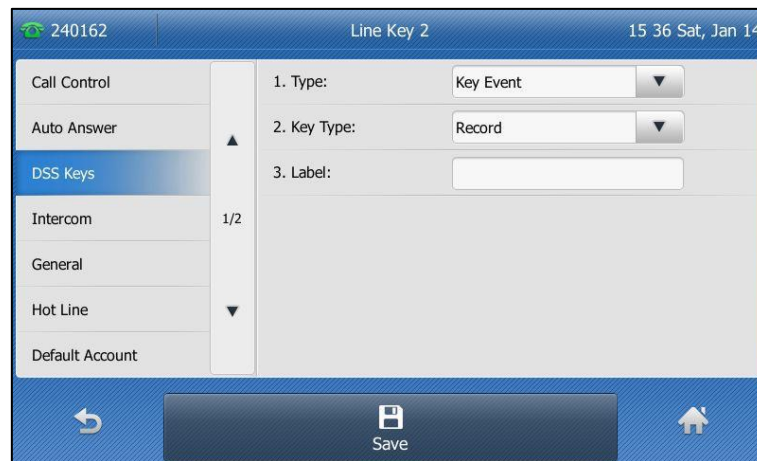 240162
Line Key 2
15 36 Sat, Jan 14
Call Control
Auto Answer
DSS Keys
Intercom
General
Hot Line
Default Account
1/2
1. Type:
Key Event
2. Key Type:
Record
3. Label:
Save